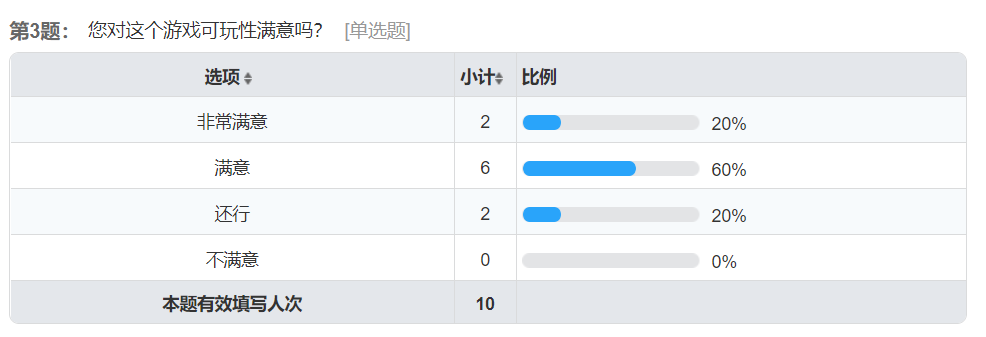 第3题： 您对这个游戏可玩性满意吗？ [单选题]
选项 小计 比例
非常满意 2 20%
满意 6 60%
还行 2 20%
不满意 0 0%
本题有效填写人次 10